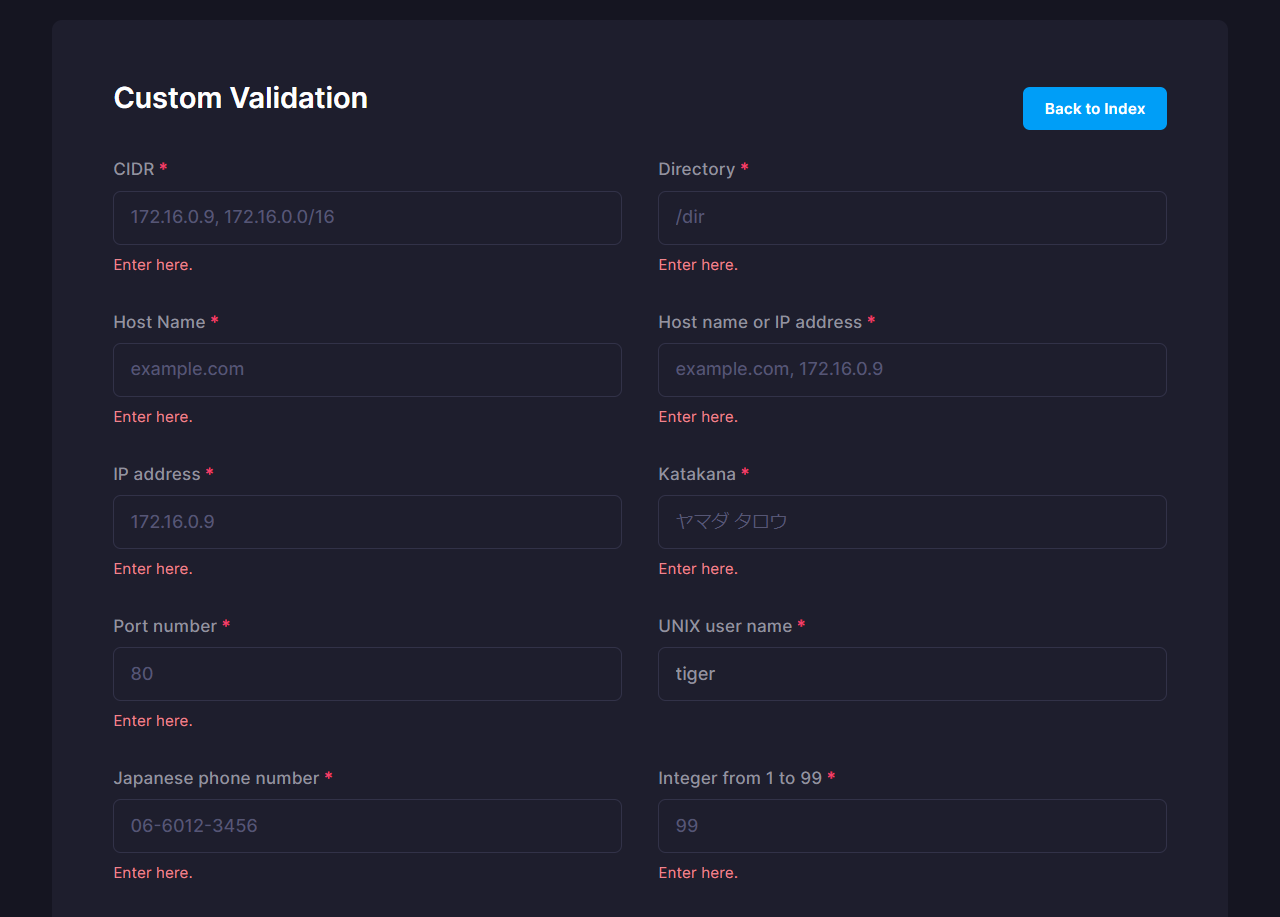 Custom Validation
Back to Index
CIDR *
Directory *
172.16.0.9, 172.16.0.0/16
/dir
Enter here.
Enter here.
Host Name *
Host name or IP address *
example.com
example.com, 172.16.0.9
Enter here.
Enter here.
IP address *
Katakana *
172.16.0.9
ヤマダ タロウ
Enter here.
Enter here.
Port number *
UNIX user name *
80
tiger
Enter here.
Japanese phone number *
Integer from 1 to 99 *
06-6012-3456
99
Enter here.
Enter here.